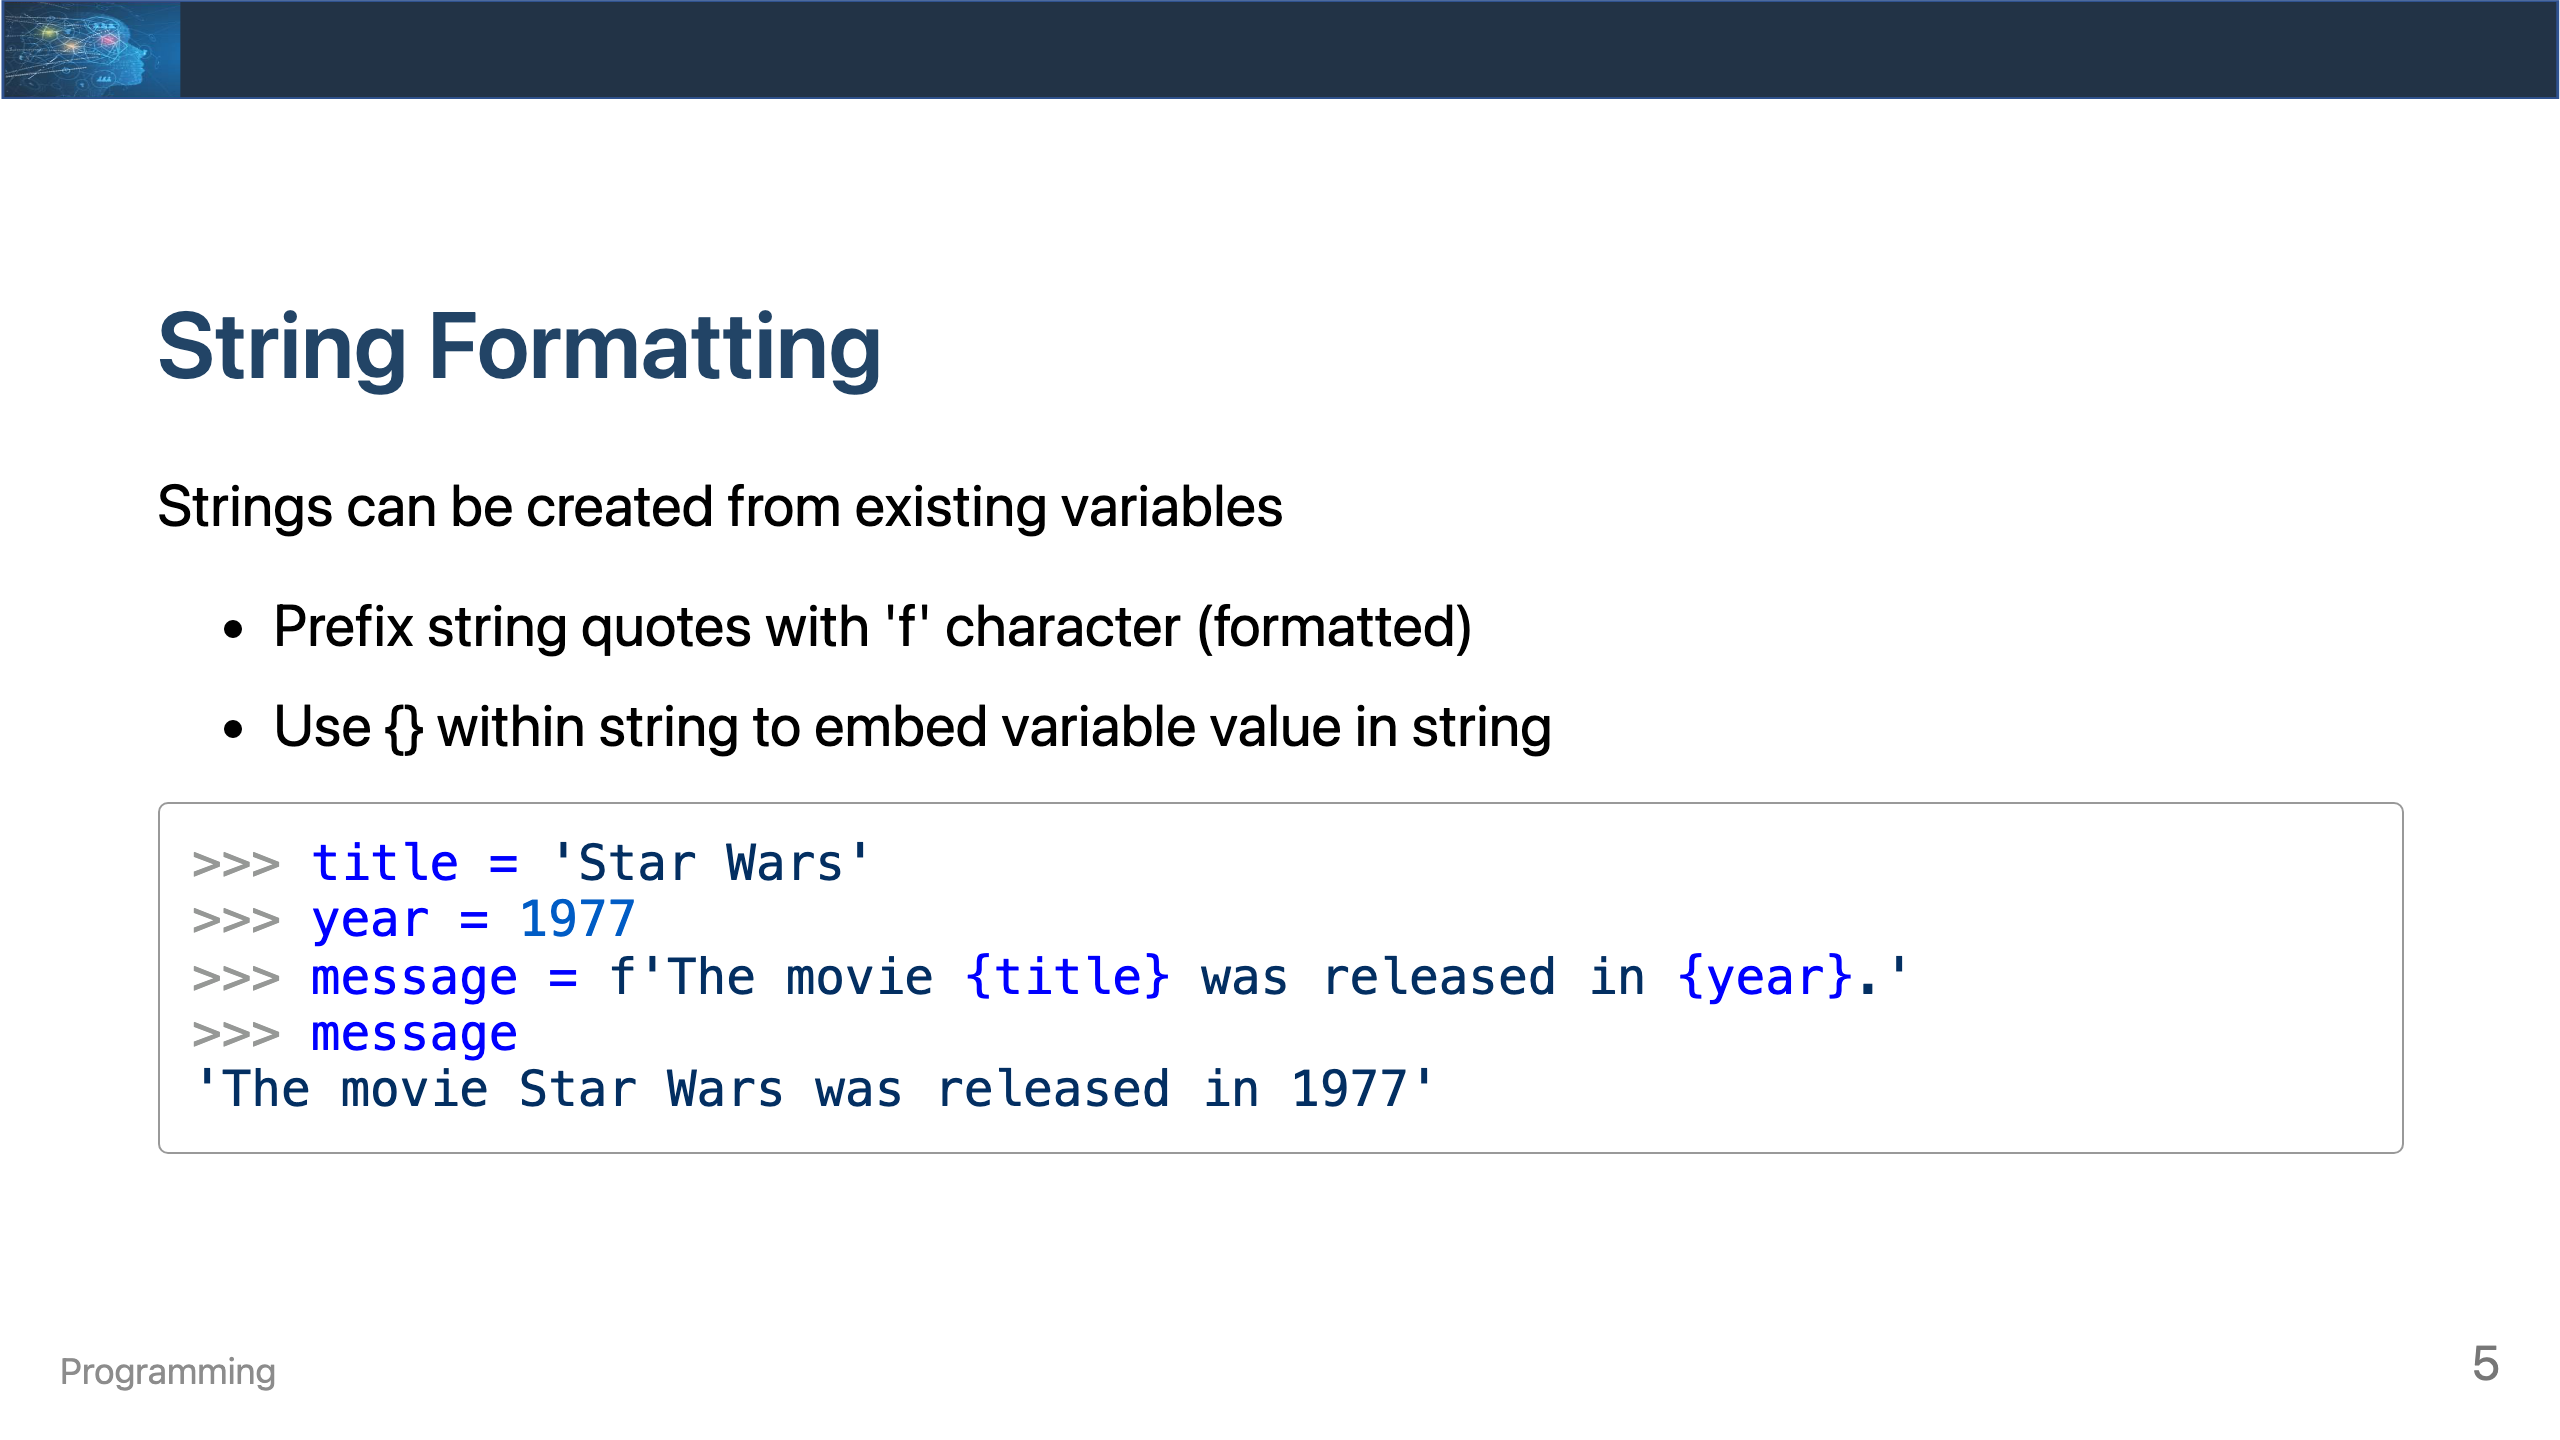 String Formatting
Strings can be created from existing variables
• Prefix string quotes with 'f' character (formatted)
• Use {} within string to embed variable value in string
>>> title = 'Star Wars'
>>> year = 1977
>>> message = f'The movie {title} was released in {year}.'
>>> message
'The movie Star Wars was released in 1977'
Programming
5